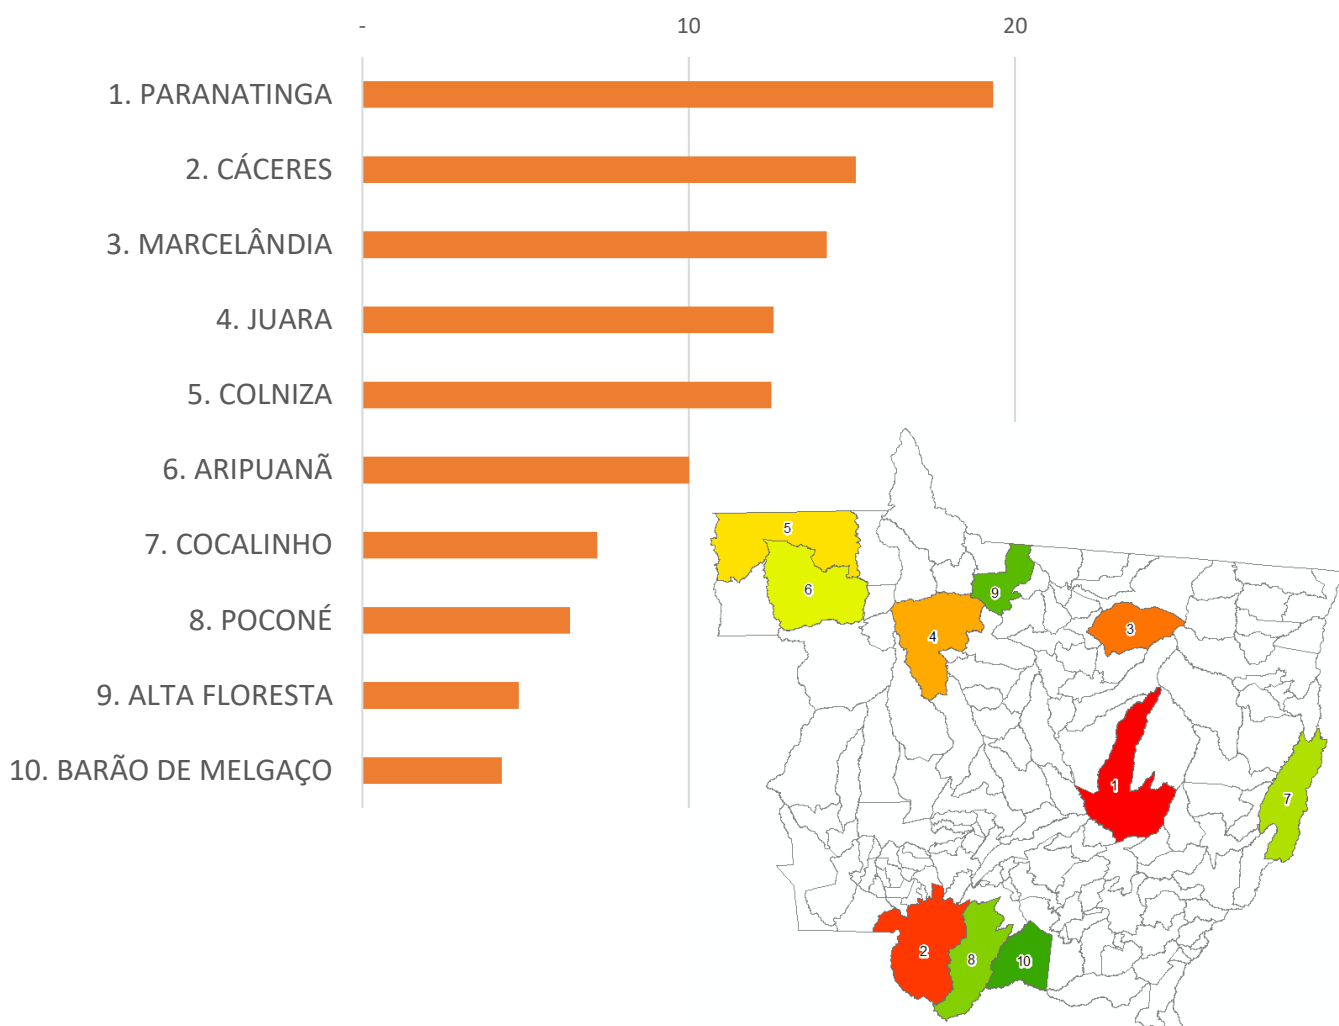 - 10 20
1. PARANATINGA
2. CÁCERES
3. MARCELÂNDIA
4. JUARA
5. COLNIZA
6. ARIPUANÃ
7. COCALINHO
8. POCONÉ
9. ALTA FLORESTA
10. BARÃO DE MELGAÇO
5
6
9
4
3
1
7
2
8
10